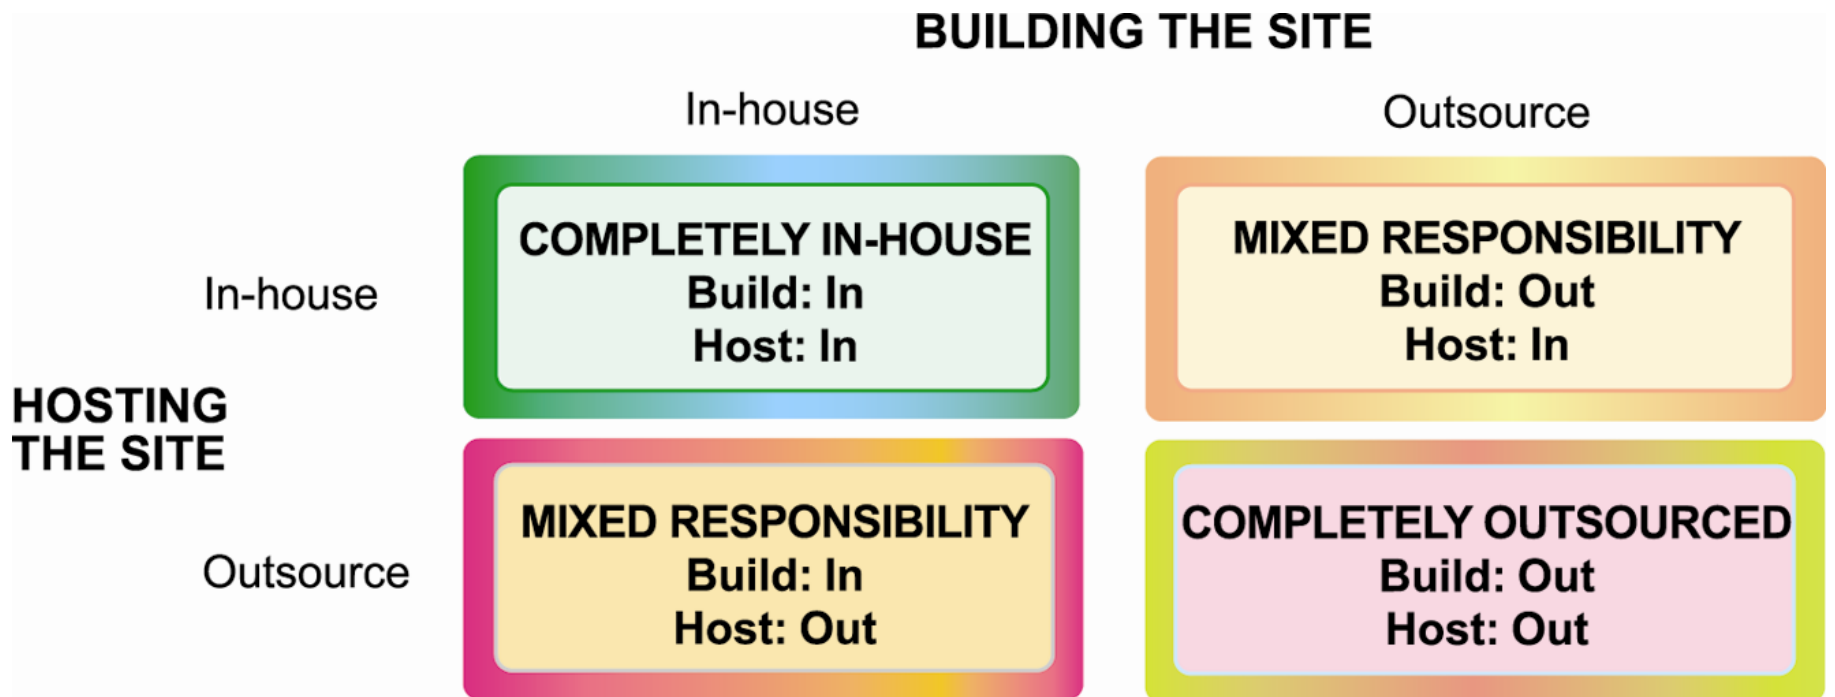 BUILDING THE SITE
In-house
Outsource
In-house
COMPLETELY IN-HOUSE
Build: In
Host: In
MIXED RESPONSIBILITY
Build: Out
Host: In
HOSTING
THE SITE
Outsource
MIXED RESPONSIBILITY
Build: In
Host: Out
COMPLETELY OUTSOURCED
Build: Out
Host: Out